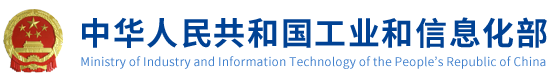 中华人民共和国工业和信息化部
Ministry of Industry and Information Technology of the People's Republic of China